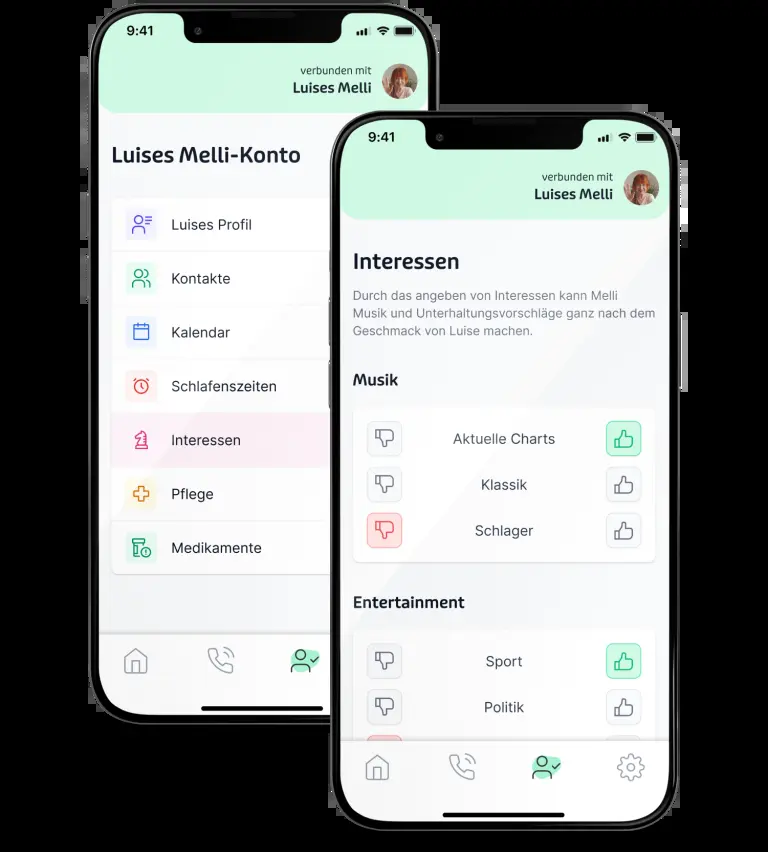 9:41
verbunden mit
Luises Melli
Luises Melli-Konto
Luises Profil
Kontakte
Kalendar
Schlafenszeiten
Interessen
Pflege
Medikamente
9:41
verbunden mit
Luises Melli
Interessen
Durch das angeben von Interessen kann Melli
Musik und Unterhaltungsvorschläge ganz nach dem
Geschmack von Luise machen.
Musik
Aktuelle Charts
Klassik
Schlager
Entertainment
Sport
Politik